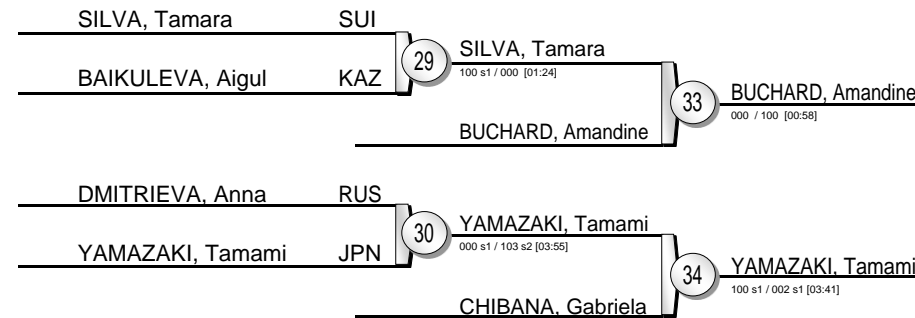 SILVA, Tamara SUI
BAIKULEVA, Aigul KAZ
29
SILVA, Tamara
100 s1 / 000 [01:24]
BUCHARD, Amandine
33
BUCHARD, Amandine
000 / 100 [00:58]
DMITRIEVA, Anna RUS
YAMAZAKI, Tamami JPN
30
YAMAZAKI, Tamami
000 s1 / 103 s2 [03:55]
CHIBANA, Gabriela
34
YAMAZAKI, Tamami
100 s1 / 002 s1 [03:41]